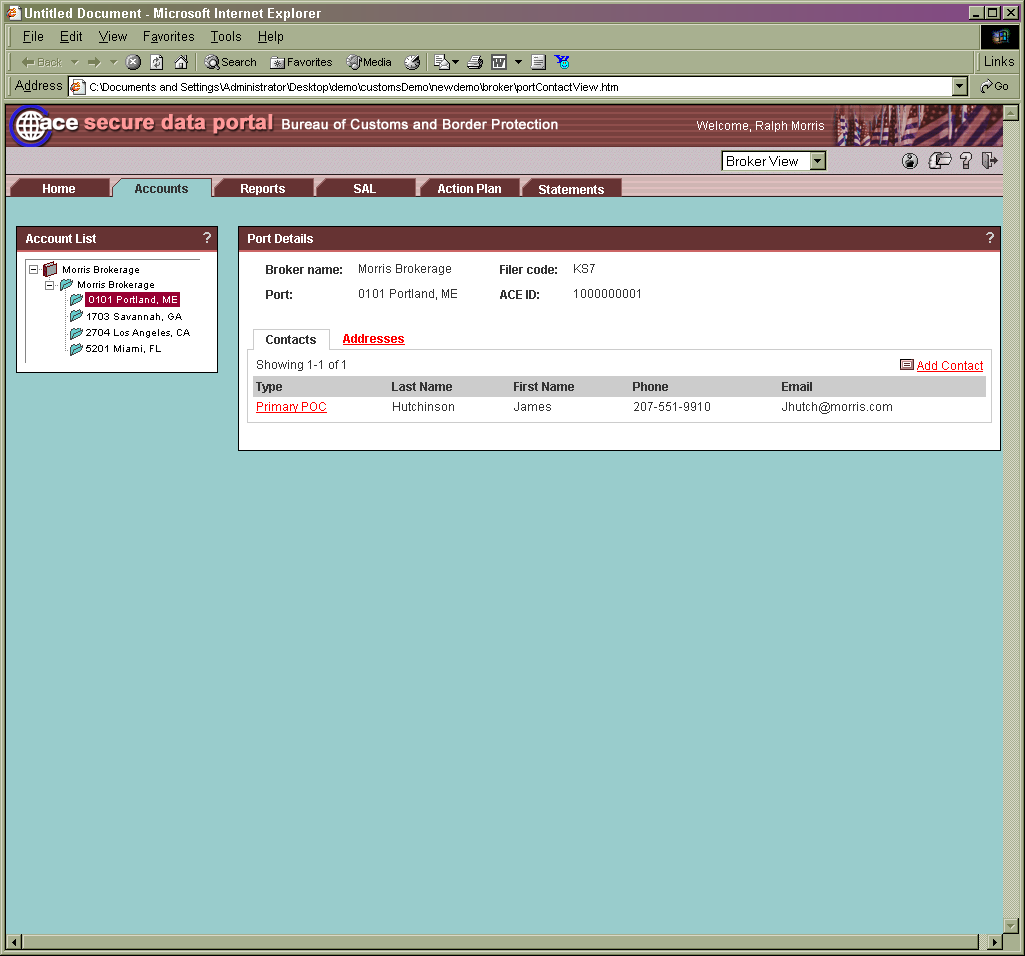 Untitled Document - Microsoft Internet Explorer
File Edit View Favorites Tools Help
Back Search Favorites Media Links
Address C:\Documents and Settings\Administrator\Desktop\demo\customsDemo\newdemo\broker\portContactView.htm Go
ace secure data portal Bureau of Customs and Border Protection Welcome, Ralph Morris
Broker View
Home Accounts Reports SAL Action Plan Statements
Account List ?
Morris Brokerage
Morris Brokerage
0101 Portland, ME
1703 Savannah, GA
2704 Los Angeles, CA
5201 Miami, FL
Port Details ?
Broker name: Morris Brokerage Filer code: KS7
Port: 0101 Portland, ME ACE ID: 1000000001
Contacts Addresses
Showing 1-1 of 1 Add Contact
Type Last Name First Name Phone Email
Primary POC Hutchinson James 207-551-9910 Jhutch@morris.com